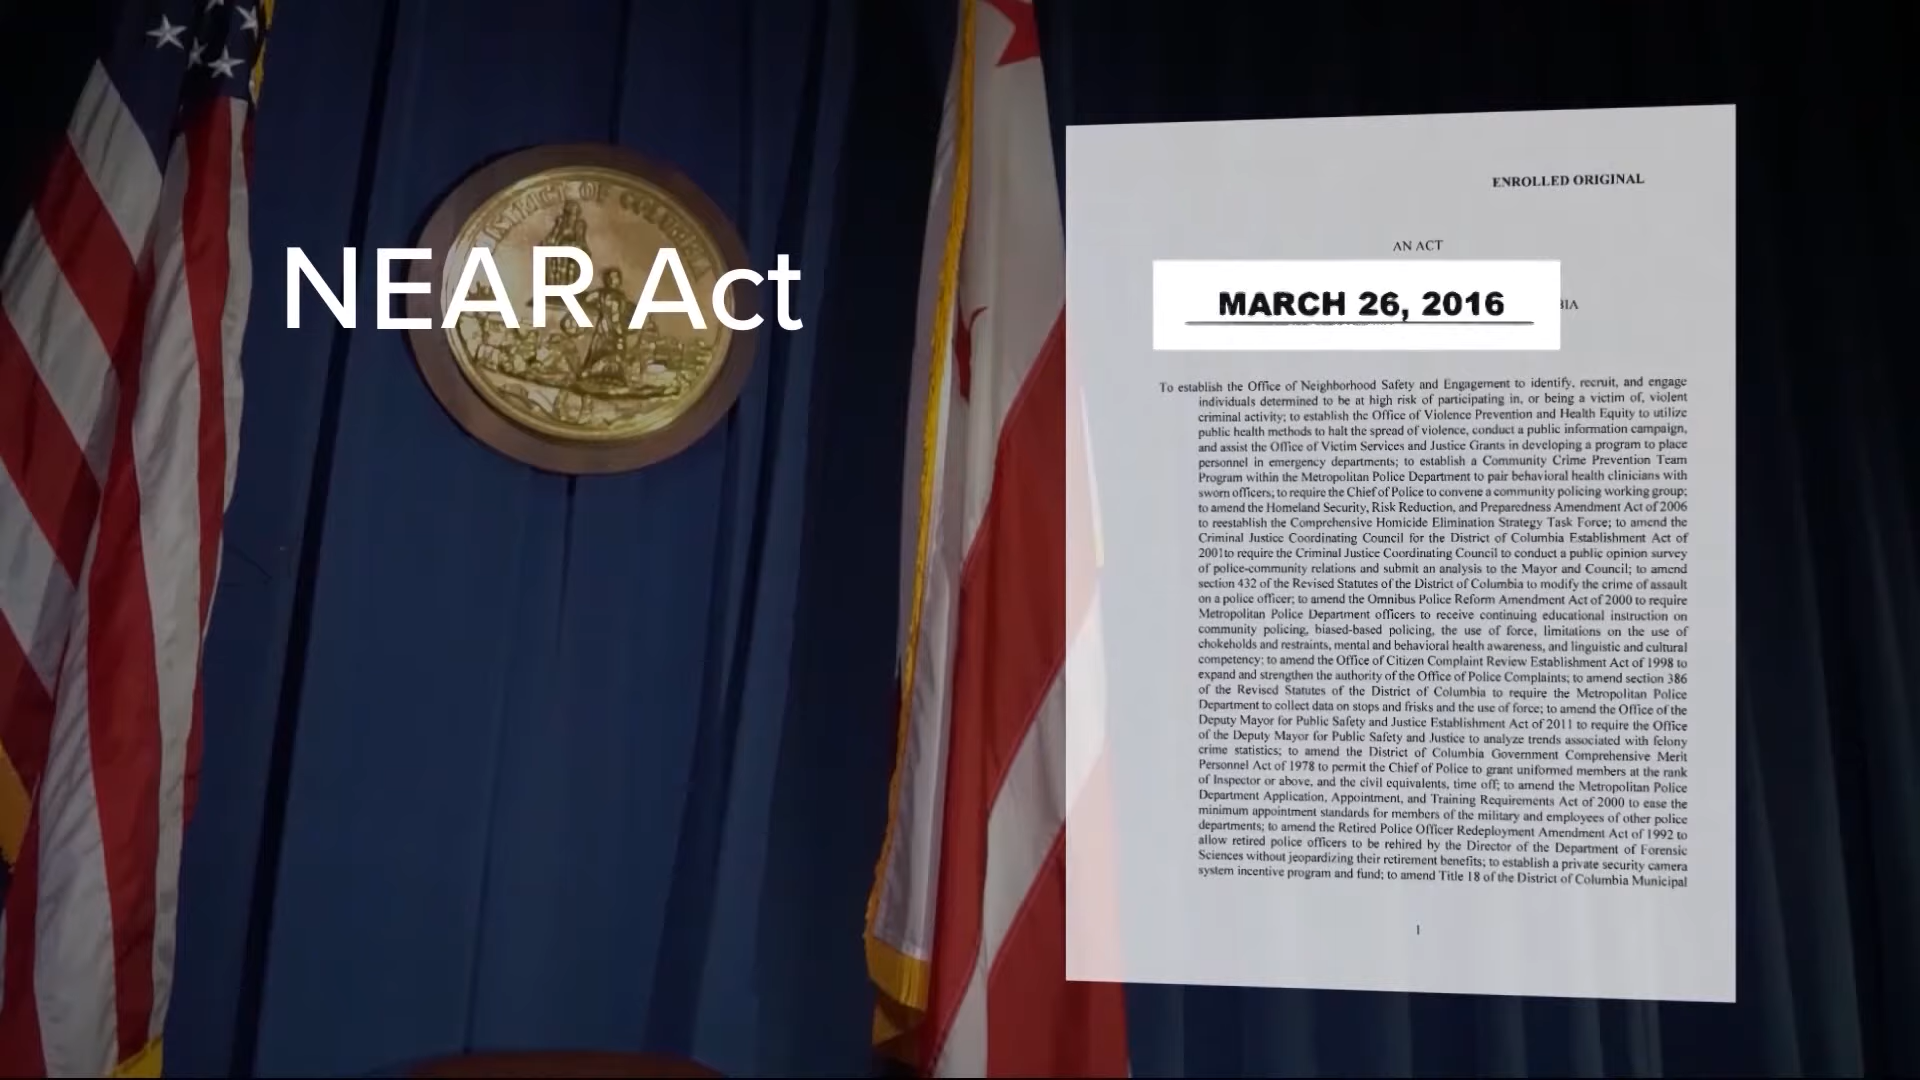 DISTRICT OF COLUMBIA
NEAR Act
ENROLLED ORIGINAL
AN ACT
MARCH 26, 2016
BIA
To establish the Office of Neighborhood Safety and Engagement to identify, recruit, and engage
individuals determined to be at high risk of participating in, or being a victim of, violent
criminal activity; to establish the Office of Violence Prevention and Health Equity to utilize
public health methods to halt the spread of violence, conduct a public information campaign,
and assist the Office of Victim Services and Justice Grants in developing a program to place
personnel in emergency departments; to establish a Community Crime Prevention Team
Program within the Metropolitan Police Department to pair behavioral health clinicians with
sworn officers; to require the Chief of Police to convene a community policing working group;
to amend the Homeland Security, Risk Reduction, and Preparedness Amendment Act of 2006
to reestablish the Comprehensive Homicide Elimination Strategy Task Force; to amend the
Criminal Justice Coordinating Council for the District of Columbia Establishment Act of
2001to require the Criminal Justice Coordinating Council to conduct a public opinion survey
of police-community relations and submit an analysis to the Mayor and Council; to amend
section 432 of the Revised Statutes of the District of Columbia to modify the crime of assault
on a police officer; to amend the Omnibus Police Reform Amendment Act of 2000 to require
Metropolitan Police Department officers to receive continuing educational instruction on
community policing, biased-based policing, the use of force, limitations on the use of
chokeholds and restraints, mental and behavioral health awareness, and linguistic and cultural
competency; to amend the Office of Citizen Complaint Review Establishment Act of 1998 to
expand and strengthen the authority of the Office of Police Complaints; to amend section 386
of the Revised Statutes of the District of Columbia to require the Metropolitan Police
Department to collect data on stops and frisks and the use of force; to amend the Office of the
Deputy Mayor for Public Safety and Justice Establishment Act of 2011 to require the Office
of the Deputy Mayor for Public Safety and Justice to analyze trends associated with felony
crime statistics; to amend the District of Columbia Government Comprehensive Merit
Personnel Act of 1978 to permit the Chief of Police to grant uniformed members at the rank
of Inspector or above, and the civil equivalents, time off; to amend the Metropolitan Police
Department Application, Appointment, and Training Requirements Act of 2000 to ease the
minimum appointment standards for members of the military and employees of other police
departments; to amend the Retired Police Officer Redeployment Amendment Act of 1992 to
allow retired police officers to be rehired by the Director of the Department of Forensic
Sciences without jeopardizing their retirement benefits; to establish a private security camera
system incentive program and fund; to amend Title 18 of the District of Columbia Municipal
1